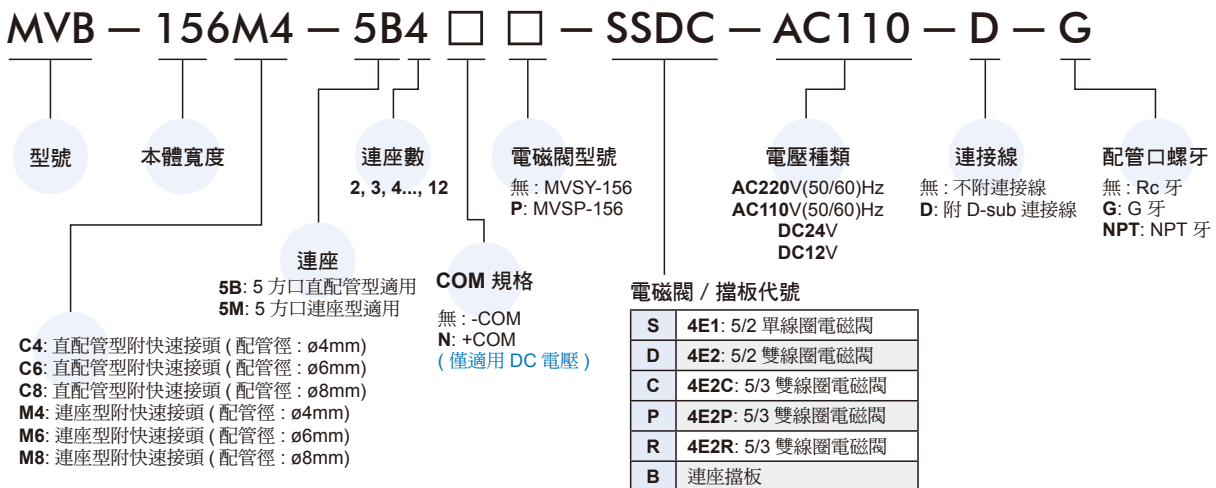 MVB — 156M4 — 5B4 □ □ — SSDC — AC110 — D — G
型號
本體寬度
連座數
2, 3, 4..., 12
電磁閥型號
無 : MVSY-156
P: MVSP-156
電壓種類
AC220V(50/60)Hz
AC110V(50/60)Hz
DC24V
DC12V
連接線
無 : 不附連接線
D: 附 D-sub 連接線
配管口螺牙
無 : Rc 牙
G: G 牙
NPT: NPT 牙
連座
5B: 5 方口直配管型適用
5M: 5 方口連座型適用
COM 規格
無 : -COM
N: +COM
( 僅適用 DC 電壓 )
C4: 直配管型附快速接頭 ( 配管徑 : ø4mm)
C6: 直配管型附快速接頭 ( 配管徑 : ø6mm)
C8: 直配管型附快速接頭 ( 配管徑 : ø8mm)
M4: 連座型附快速接頭 ( 配管徑 : ø4mm)
M6: 連座型附快速接頭 ( 配管徑 : ø6mm)
M8: 連座型附快速接頭 ( 配管徑 : ø8mm)
電磁閥 / 擋板代號
S 4E1: 5/2 單線圈電磁閥
D 4E2: 5/2 雙線圈電磁閥
C 4E2C: 5/3 雙線圈電磁閥
P 4E2P: 5/3 雙線圈電磁閥
R 4E2R: 5/3 雙線圈電磁閥
B 連座擋板